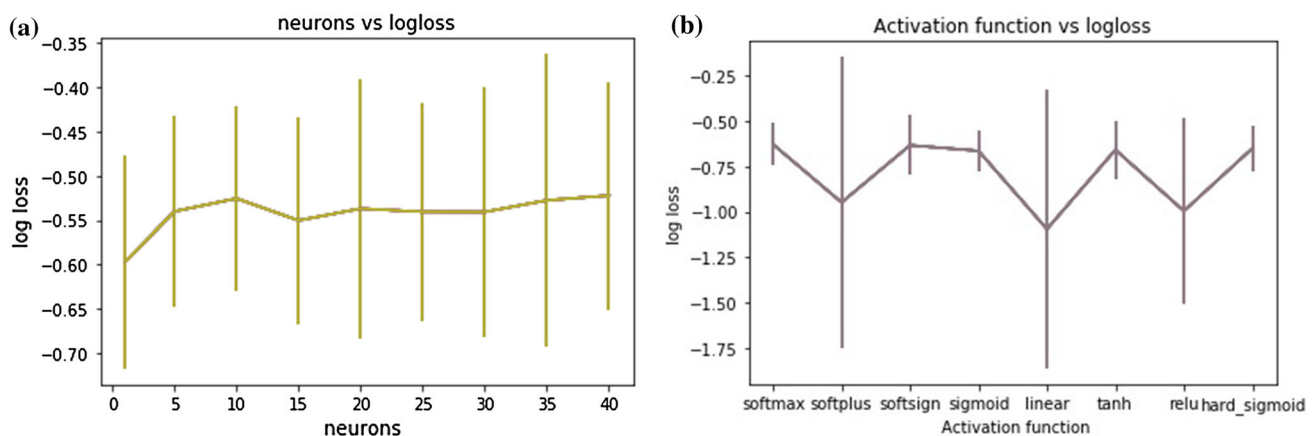 (a)
neurons vs logloss
−0.35
−0.40
−0.45
−0.50
−0.55
−0.60
−0.65
−0.70
log loss
0 5 10 15 20 25 30 35 40
neurons
(b)
Activation function vs logloss
−0.25
−0.50
−0.75
−1.00
−1.25
−1.50
−1.75
log loss
softmax softplus softsign sigmoid linear tanh relu hard_sigmoid
Activation function